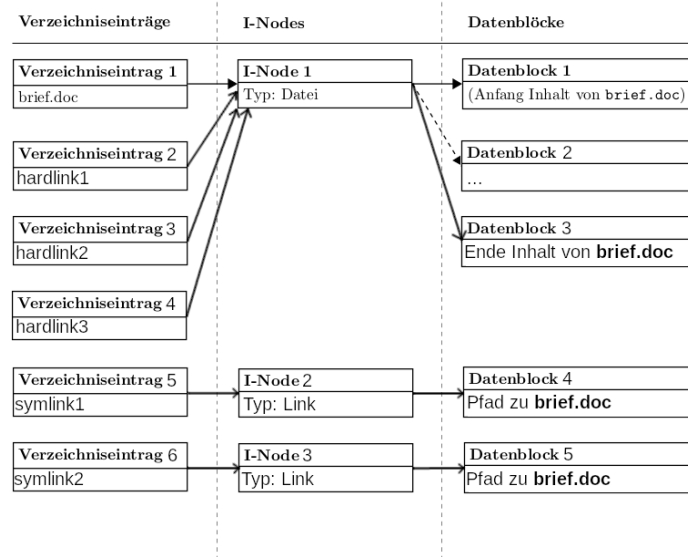 Verzeichniseinträge I-Nodes Datenblöcke
Verzeichniseintrag 1 I-Node 1 Datenblock 1
brief.doc Typ: Datei (Anfang Inhalt von brief.doc)
Verzeichniseintrag 2 Datenblock 2
hardlink1 ...
Verzeichniseintrag 3 Datenblock 3
hardlink2 Ende Inhalt von brief.doc
Verzeichniseintrag 4
hardlink3
Verzeichniseintrag 5 I-Node 2 Datenblock 4
symlink1 Typ: Link Pfad zu brief.doc
Verzeichniseintrag 6 I-Node 3 Datenblock 5
symlink2 Typ: Link Pfad zu brief.doc